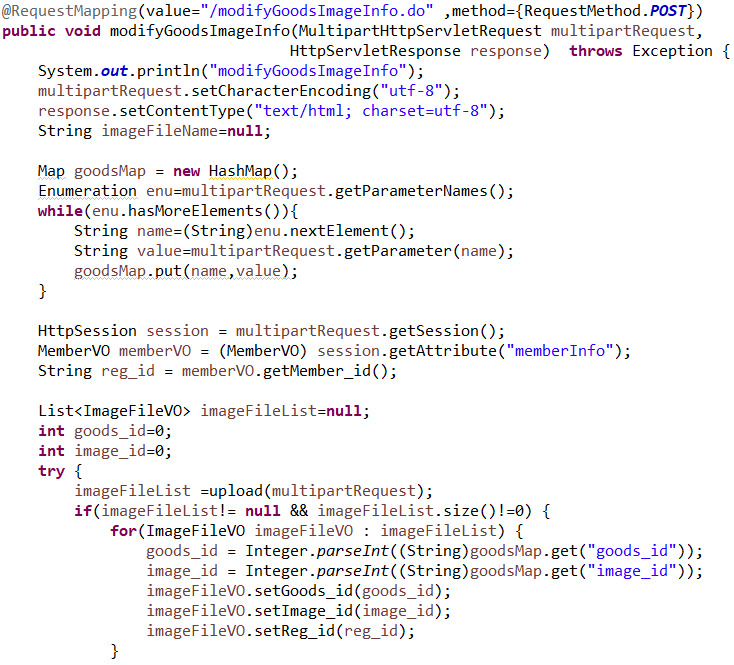 @RequestMapping(value="/modifyGoodsImageInfo.do" ,method={RequestMethod.POST})
public void modifyGoodsImageInfo(MultipartHttpServletRequest multipartRequest,
                                HttpServletResponse response)  throws Exception {
    System.out.println("modifyGoodsImageInfo");
    multipartRequest.setCharacterEncoding("utf-8");
    response.setContentType("text/html; charset=utf-8");
    String imageFileName=null;

    Map goodsMap = new HashMap();
    Enumeration enu=multipartRequest.getParameterNames();
    while(enu.hasMoreElements()){
        String name=(String)enu.nextElement();
        String value=multipartRequest.getParameter(name);
        goodsMap.put(name,value);
    }

    HttpSession session = multipartRequest.getSession();
    MemberVO memberVO = (MemberVO) session.getAttribute("memberInfo");
    String reg_id = memberVO.getMember_id();

    List<ImageFileVO> imageFileList=null;
    int goods_id=0;
    int image_id=0;
    try {
        imageFileList =upload(multipartRequest);
        if(imageFileList!= null && imageFileList.size()!=0) {
            for(ImageFileVO imageFileVO : imageFileList) {
                goods_id = Integer.parseInt((String)goodsMap.get("goods_id"));
                image_id = Integer.parseInt((String)goodsMap.get("image_id"));
                imageFileVO.setGoods_id(goods_id);
                imageFileVO.setImage_id(image_id);
                imageFileVO.setReg_id(reg_id);
            }